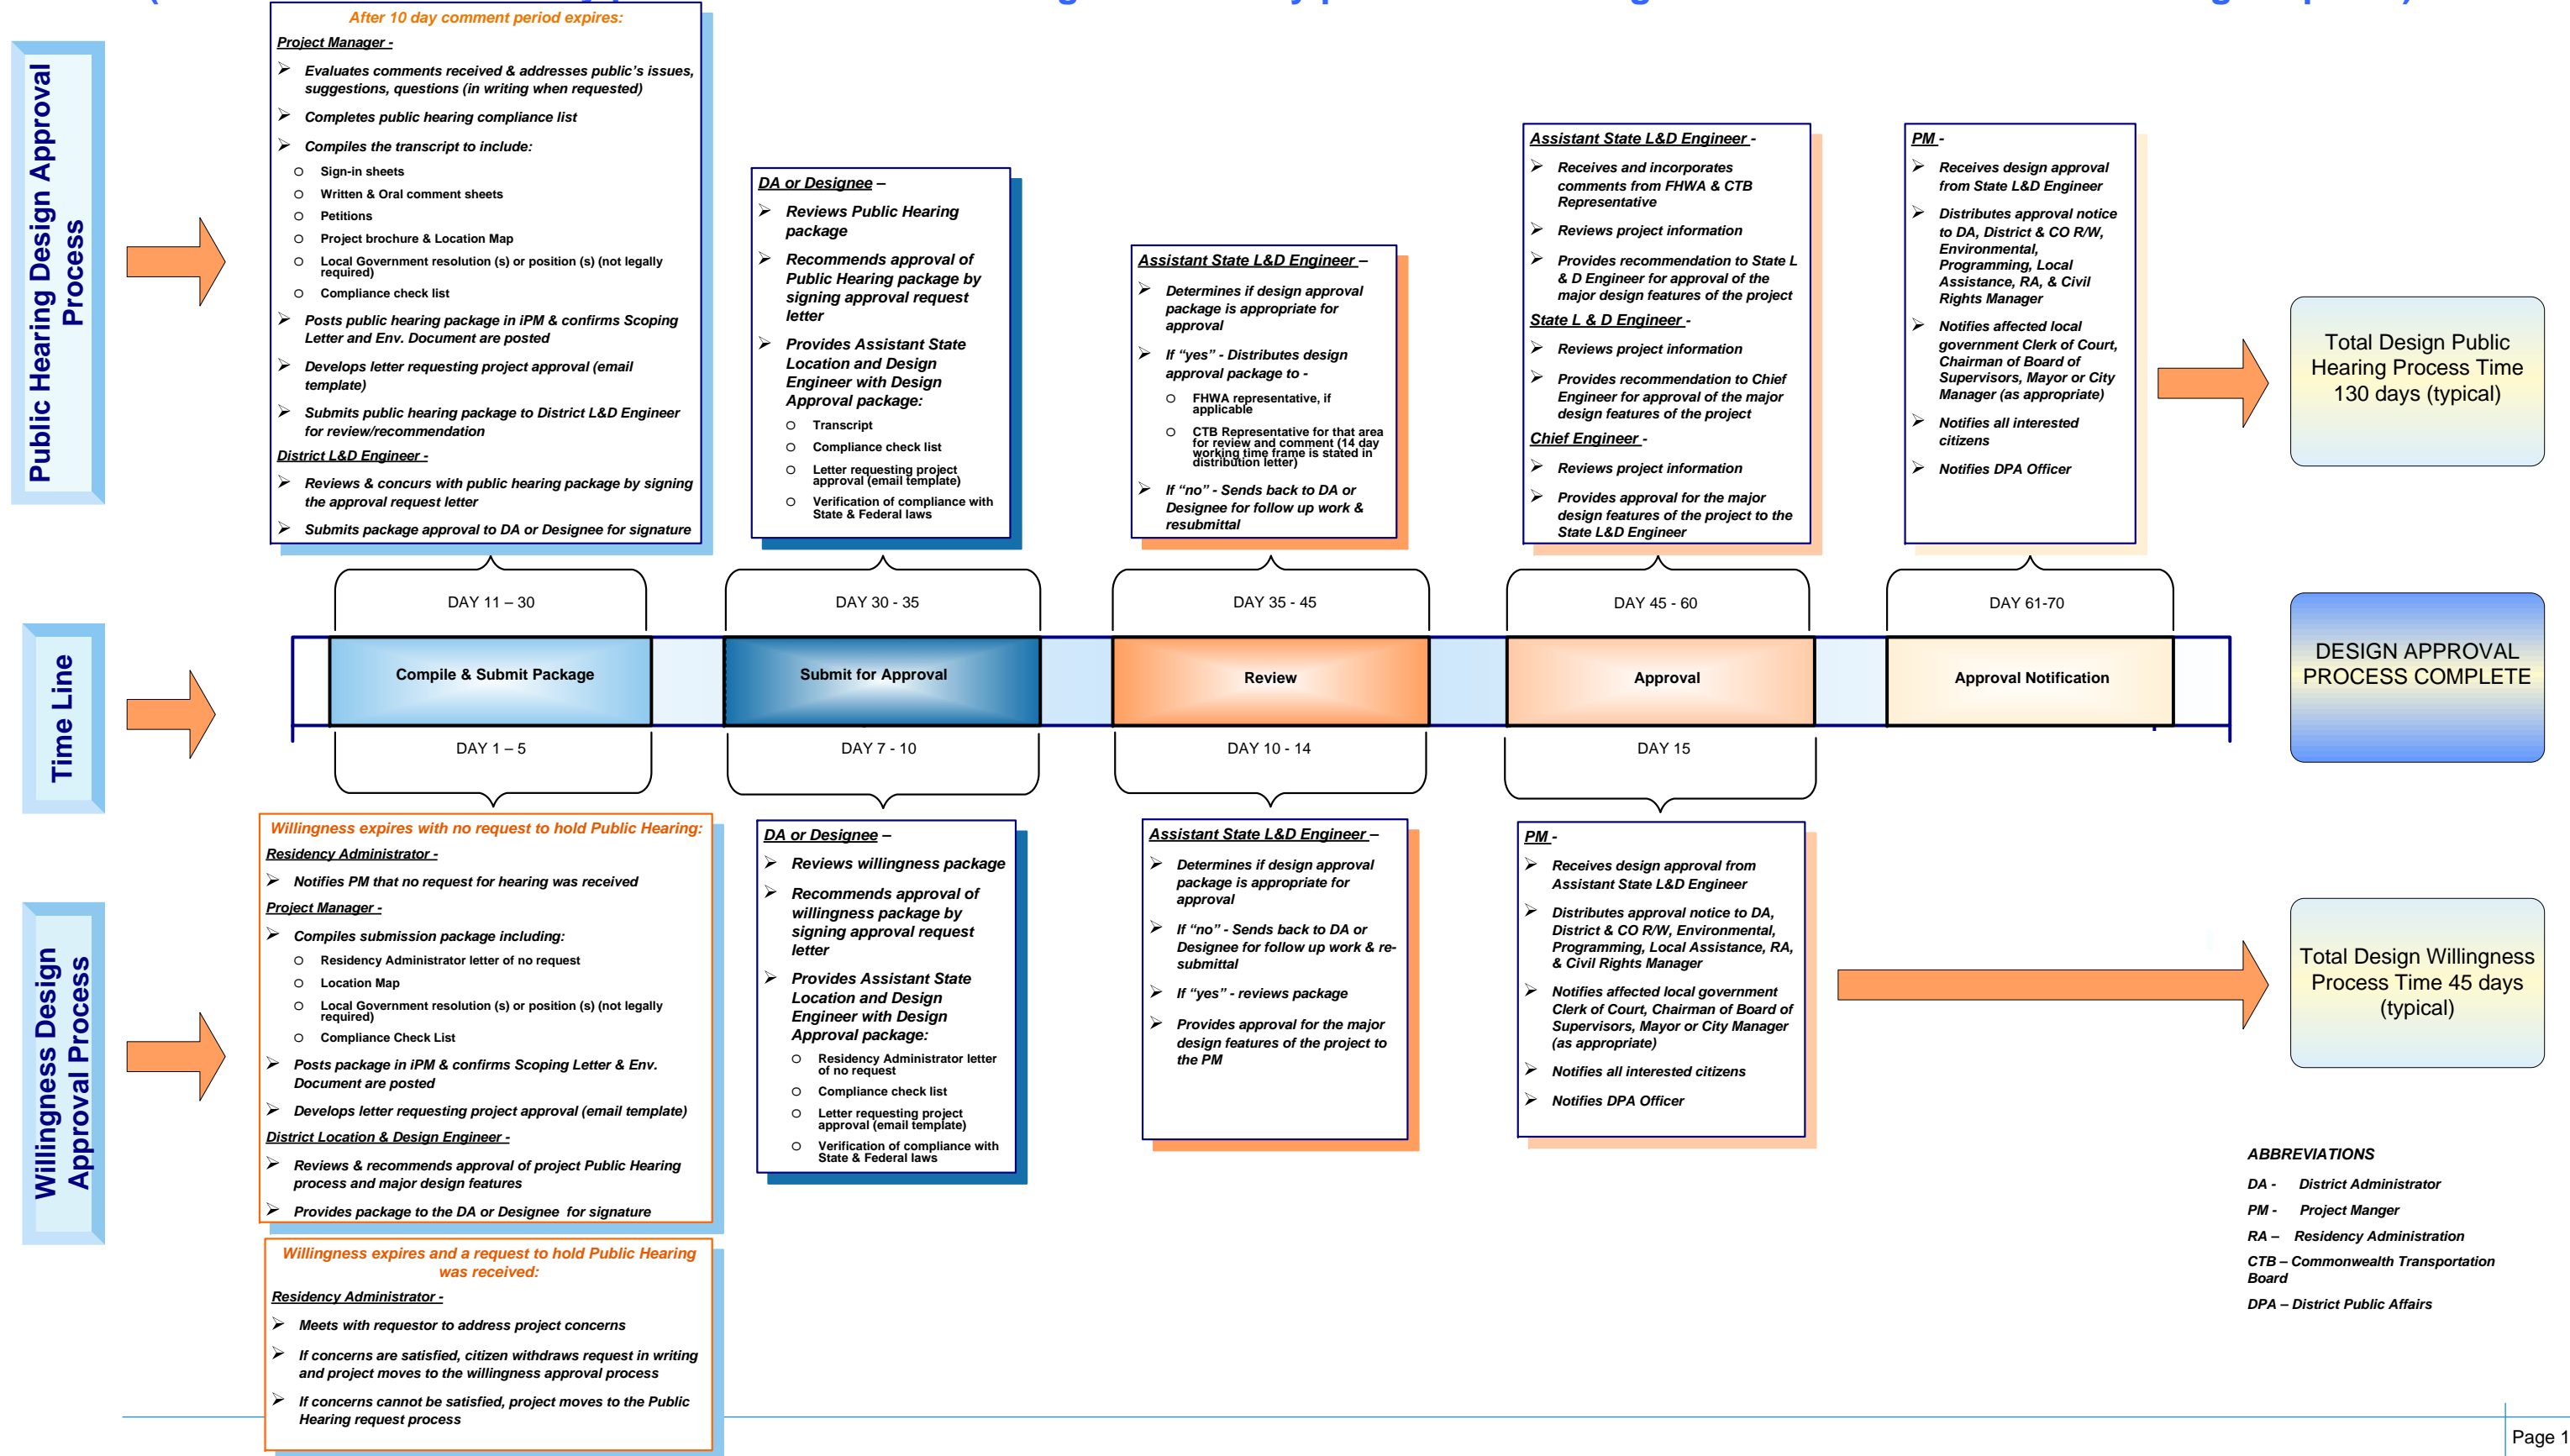 Public Hearing Design Approval
Process
After 10 day comment period expires:
Project Manager -
Evaluates comments received & addresses public's issues,
suggestions, questions (in writing when requested)
Completes public hearing compliance list
Compiles the transcript to include:
Sign-in sheets
Written & Oral comment sheets
Petitions
Project brochure & Location Map
Local Government resolution (s) or position (s) (not legally
required)
Compliance check list
Posts public hearing package in iPM & confirms Scoping
Letter and Env. Document are posted
Develops letter requesting project approval (email
template)
Submits public hearing package to District L&D Engineer
for review/recommendation
District L&D Engineer -
Reviews & concurs with public hearing package by signing
the approval request letter
Submits package approval to DA or Designee for signature
DA or Designee –
Reviews Public Hearing
package
Recommends approval of
Public Hearing package by
signing approval request
letter
Provides Assistant State
Location and Design
Engineer with Design
Approval package:
Transcript
Compliance check list
Letter requesting project
approval (email template)
Verification of compliance with
State & Federal laws
Assistant State L&D Engineer –
Determines if design approval
package is appropriate for
approval
If “yes” - Distributes design
approval package to -
FHWA representative, if
applicable
CTB Representative for that area
for review and comment (14 day
working time frame is stated in
distribution letter)
If “no” - Sends back to DA or
Designee for follow up work &
resubmittal
Assistant State L&D Engineer -
Receives and incorporates
comments from FHWA & CTB
Representative
Reviews project information
Provides recommendation to State L
& D Engineer for approval of the
major design features of the project
State L & D Engineer -
Reviews project information
Provides recommendation to Chief
Engineer for approval of the major
design features of the project
Chief Engineer -
Reviews project information
Provides approval for the major
design features of the project to the
State L&D Engineer
PM -
Receives design approval
from State L&D Engineer
Distributes approval notice
to DA, District & CO R/W,
Environmental,
Programming, Local
Assistance, RA, & Civil
Rights Manager
Notifies affected local
government Clerk of Court,
Chairman of Board of
Supervisors, Mayor or City
Manager (as appropriate)
Notifies all interested
citizens
Notifies DPA Officer
Total Design Public
Hearing Process Time
130 days (typical)
Time Line
DAY 11 – 30
DAY 30 - 35
DAY 35 - 45
DAY 45 - 60
DAY 61-70
Compile & Submit Package
Submit for Approval
Review
Approval
Approval Notification
DESIGN APPROVAL
PROCESS COMPLETE
DAY 1 – 5
DAY 7 - 10
DAY 10 - 14
DAY 15
Willingness Design
Approval Process
Willingness expires with no request to hold Public Hearing:
Residency Administrator -
Notifies PM that no request for hearing was received
Project Manager -
Compiles submission package including:
Residency Administrator letter of no request
Location Map
Local Government resolution (s) or position (s) (not legally
required)
Compliance Check List
Posts package in iPM & confirms Scoping Letter & Env.
Document are posted
Develops letter requesting project approval (email template)
District Location & Design Engineer -
Reviews & recommends approval of project Public Hearing
process and major design features
Provides package to the DA or Designee for signature
Willingness expires and a request to hold Public Hearing
was received:
Residency Administrator -
Meets with requestor to address project concerns
If concerns are satisfied, citizen withdraws request in writing
and project moves to the willingness approval process
If concerns cannot be satisfied, project moves to the Public
Hearing request process
DA or Designee –
Reviews willingness package
Recommends approval of
willingness package by
signing approval request
letter
Provides Assistant State
Location and Design
Engineer with Design
Approval package:
Residency Administrator letter
of no request
Compliance check list
Letter requesting project
approval (email template)
Verification of compliance with
State & Federal laws
Assistant State L&D Engineer –
Determines if design approval
package is appropriate for
approval
If “no” - Sends back to DA or
Designee for follow up work & re-
submittal
If “yes” - reviews package
Provides approval for the major
design features of the project to
the PM
PM -
Receives design approval from
Assistant State L&D Engineer
Distributes approval notice to DA,
District & CO R/W, Environmental,
Programming, Local Assistance, RA,
& Civil Rights Manager
Notifies affected local government
Clerk of Court, Chairman of Board of
Supervisors, Mayor or City Manager
(as appropriate)
Notifies all interested citizens
Notifies DPA Officer
Total Design Willingness
Process Time 45 days
(typical)
ABBREVIATIONS
DA - District Administrator
PM - Project Manger
RA – Residency Administration
CTB – Commonwealth Transportation
Board
DPA – District Public Affairs
Page 1